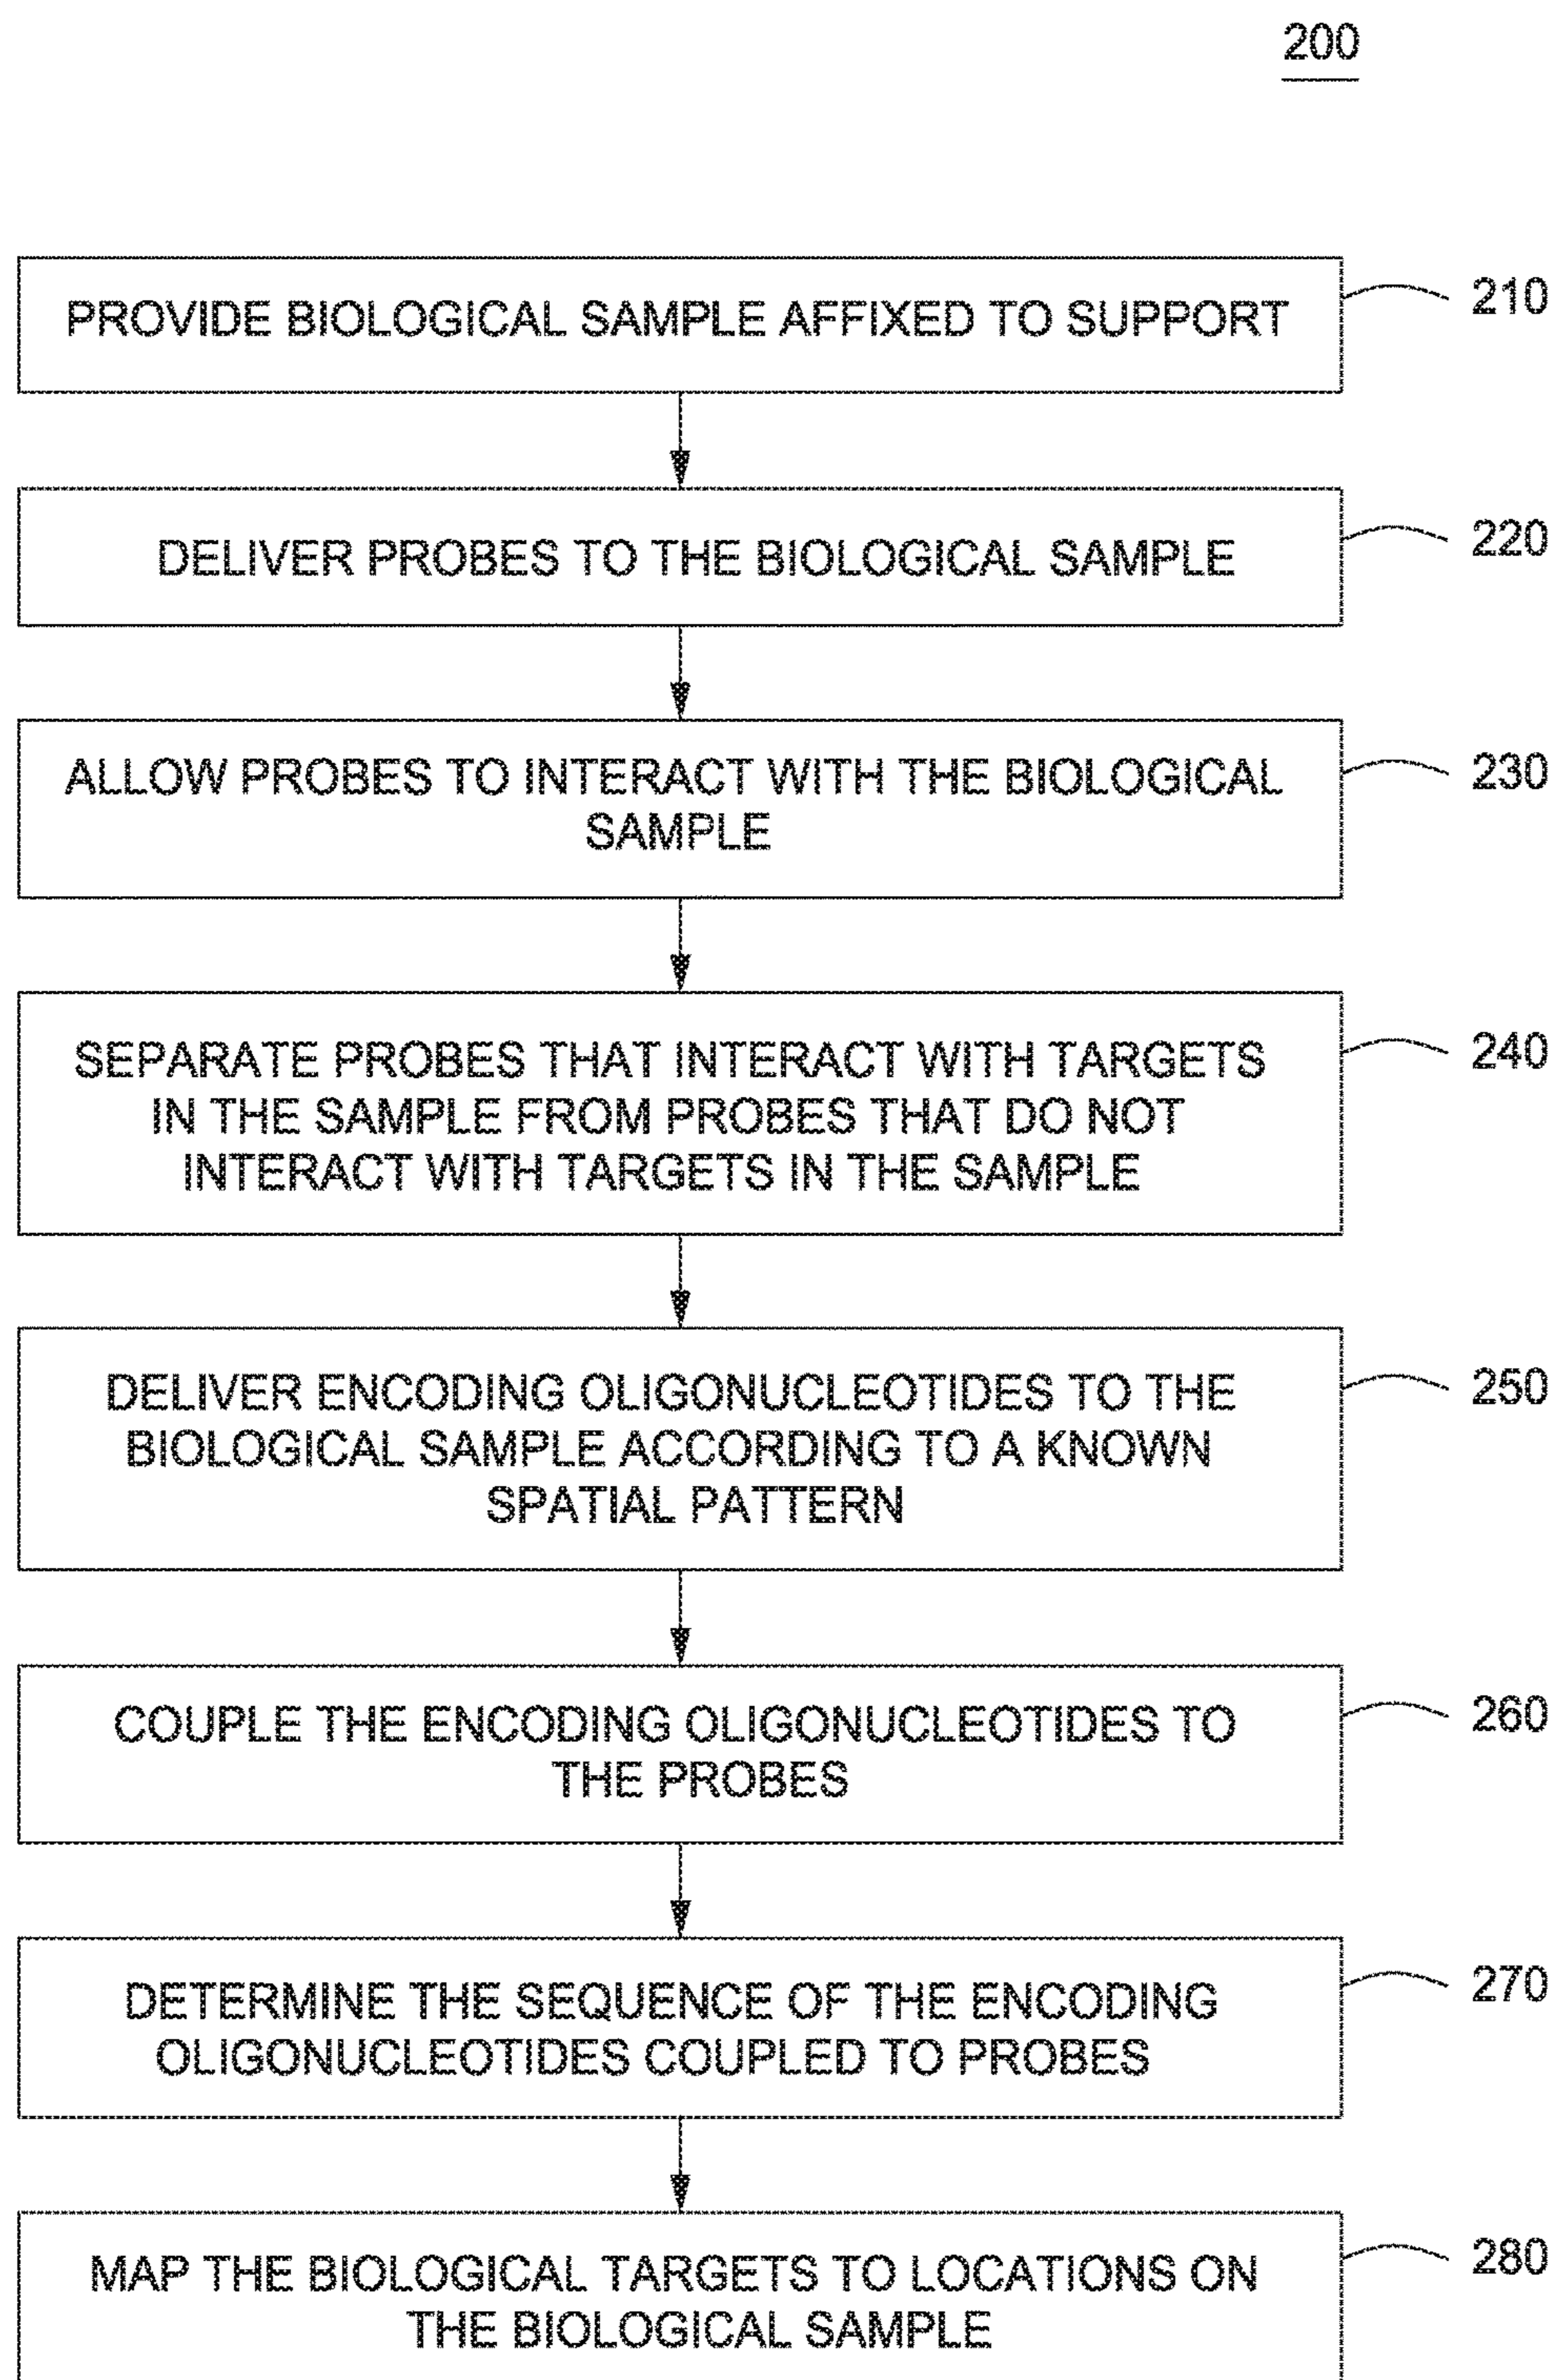 200
PROVIDE BIOLOGICAL SAMPLE AFFIXED TO SUPPORT
210
DELIVER PROBES TO THE BIOLOGICAL SAMPLE
220
ALLOW PROBES TO INTERACT WITH THE BIOLOGICAL
SAMPLE
230
SEPARATE PROBES THAT INTERACT WITH TARGETS
IN THE SAMPLE FROM PROBES THAT DO NOT
INTERACT WITH TARGETS IN THE SAMPLE
240
DELIVER ENCODING OLIGONUCLEOTIDES TO THE
BIOLOGICAL SAMPLE ACCORDING TO A KNOWN
SPATIAL PATTERN
250
COUPLE THE ENCODING OLIGONUCLEOTIDES TO
THE PROBES
260
DETERMINE THE SEQUENCE OF THE ENCODING
OLIGONUCLEOTIDES COUPLED TO PROBES
270
MAP THE BIOLOGICAL TARGETS TO LOCATIONS ON
THE BIOLOGICAL SAMPLE
280